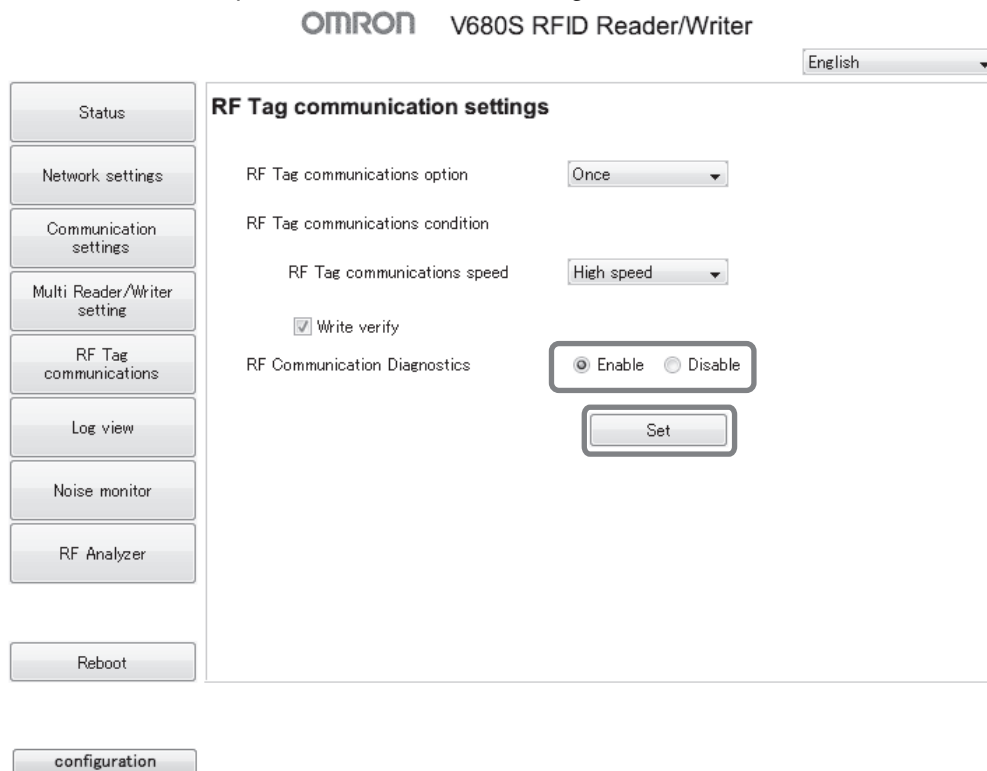 OMRON V680S RFID Reader/Writer
English
Status
Network settings
Communication
settings
Multi Reader/Writer
setting
RF Tag
communications
Log view
Noise monitor
RF Analyzer
Reboot
configuration
RF Tag communication settings
RF Tag communications option Once
RF Tag communications condition
RF Tag communications speed High speed
Write verify
RF Communication Diagnostics Enable Disable
Set